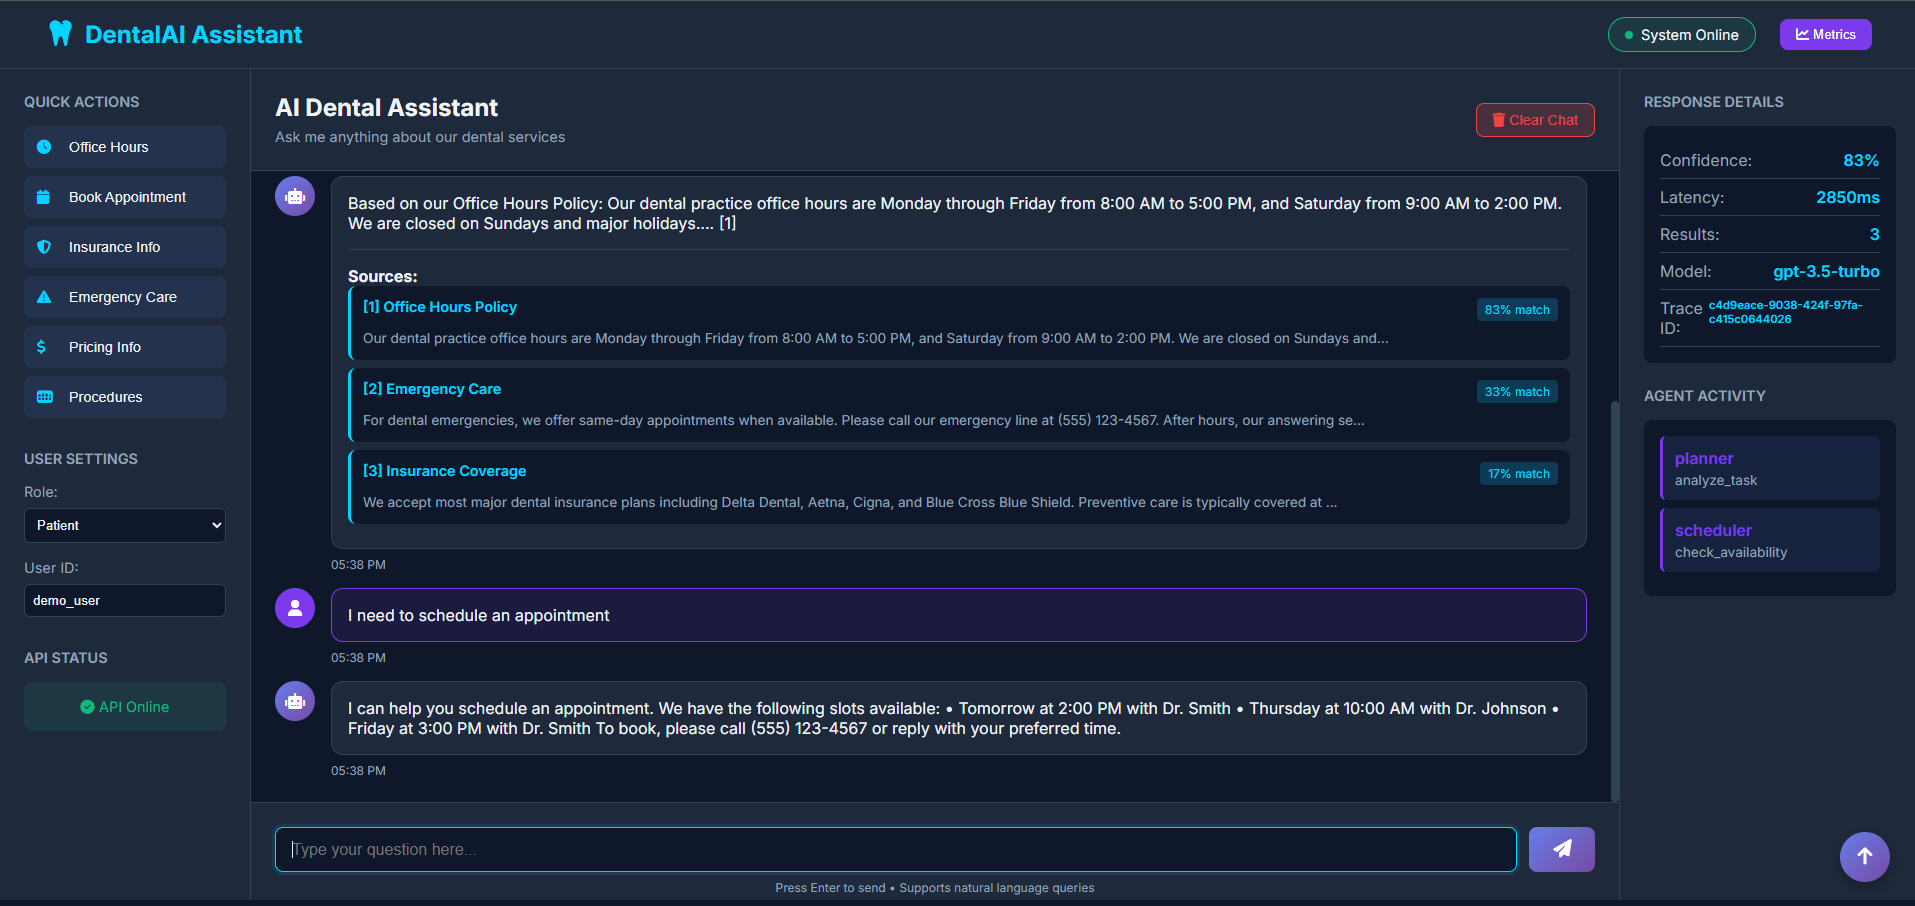 DentalAI Assistant
System Online
Metrics
QUICK ACTIONS
Office Hours
Book Appointment
Insurance Info
Emergency Care
Pricing Info
Procedures
USER SETTINGS
Role:
Patient
User ID:
demo_user
API STATUS
API Online
AI Dental Assistant
Ask me anything about our dental services
Clear Chat
Based on our Office Hours Policy: Our dental practice office hours are Monday through Friday from 8:00 AM to 5:00 PM, and Saturday from 9:00 AM to 2:00 PM.
We are closed on Sundays and major holidays.... [1]
Sources:
[1] Office Hours Policy
83% match
Our dental practice office hours are Monday through Friday from 8:00 AM to 5:00 PM, and Saturday from 9:00 AM to 2:00 PM. We are closed on Sundays and...
[2] Emergency Care
33% match
For dental emergencies, we offer same-day appointments when available. Please call our emergency line at (555) 123-4567. After hours, our answering se...
[3] Insurance Coverage
17% match
We accept most major dental insurance plans including Delta Dental, Aetna, Cigna, and Blue Cross Blue Shield. Preventive care is typically covered at ...
05:38 PM
I need to schedule an appointment
05:38 PM
I can help you schedule an appointment. We have the following slots available: • Tomorrow at 2:00 PM with Dr. Smith • Thursday at 10:00 AM with Dr. Johnson •
Friday at 3:00 PM with Dr. Smith To book, please call (555) 123-4567 or reply with your preferred time.
05:38 PM
Type your question here...
Press Enter to send • Supports natural language queries
RESPONSE DETAILS
Confidence: 83%
Latency: 2850ms
Results: 3
Model: gpt-3.5-turbo
Trace ID:
c4d9eace-9038-424f-97fa-
c415c0644026
AGENT ACTIVITY
planner
analyze_task
scheduler
check_availability